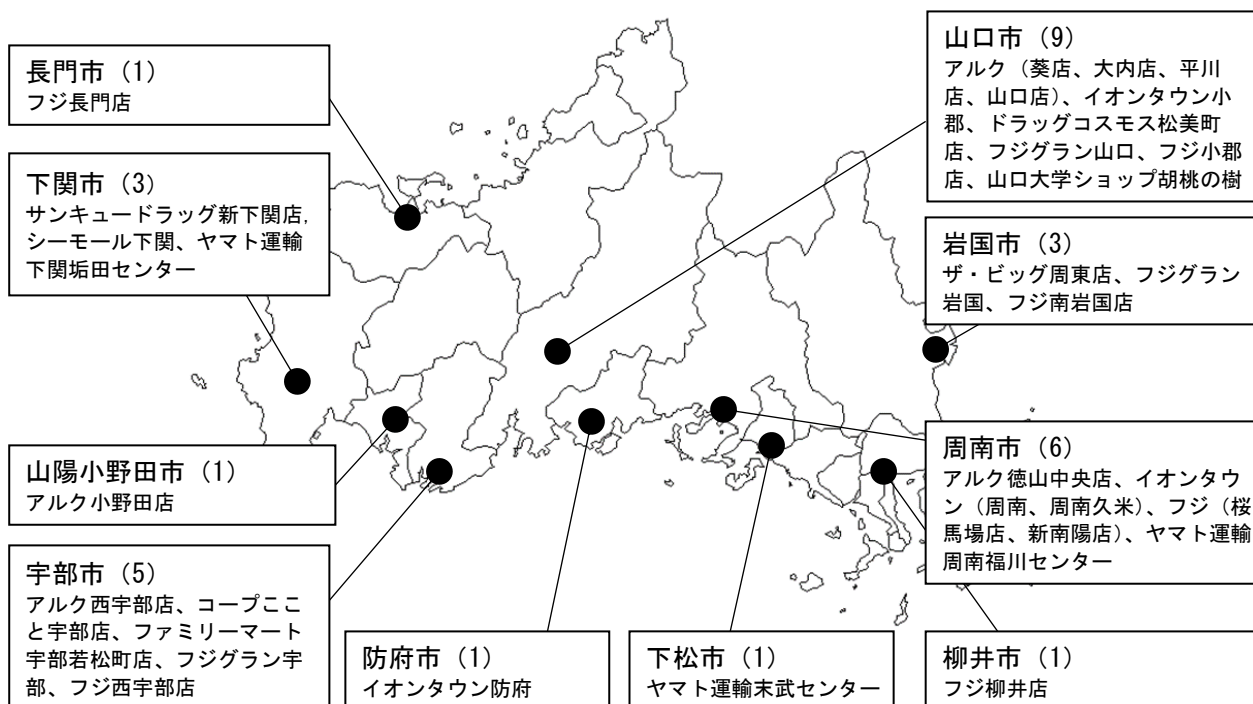 長門市（1）
フジ長門店
下関市（3）
サンキュードラッグ新下関店,
シーモール下関、ヤマト運輸
下関垢田センター
山陽小野田市（1）
アルク小野田店
宇部市（5）
アルク西宇部店、コープここ
と宇部店、ファミリーマート
宇部若松町店、フジグラン宇
部、フジ西宇部店
防府市（1）
イオンタウン防府
下松市（1）
ヤマト運輸末武センター
山口市（9）
アルク（葵店、大内店、平川
店、山口店）、イオンタウン小
郡、ドラッグコスモス松美町
店、フジグラン山口、フジ小郡
店、山口大学ショップ胡桃の樹
岩国市（3）
ザ・ビッグ周東店、フジグラン
岩国、フジ南岩国店
周南市（6）
アルク徳山中央店、イオンタウ
ン（周南、周南久米）、フジ（桜
馬場店、新南陽店）、ヤマト運輸
周南福川センター
柳井市（1）
フジ柳井店